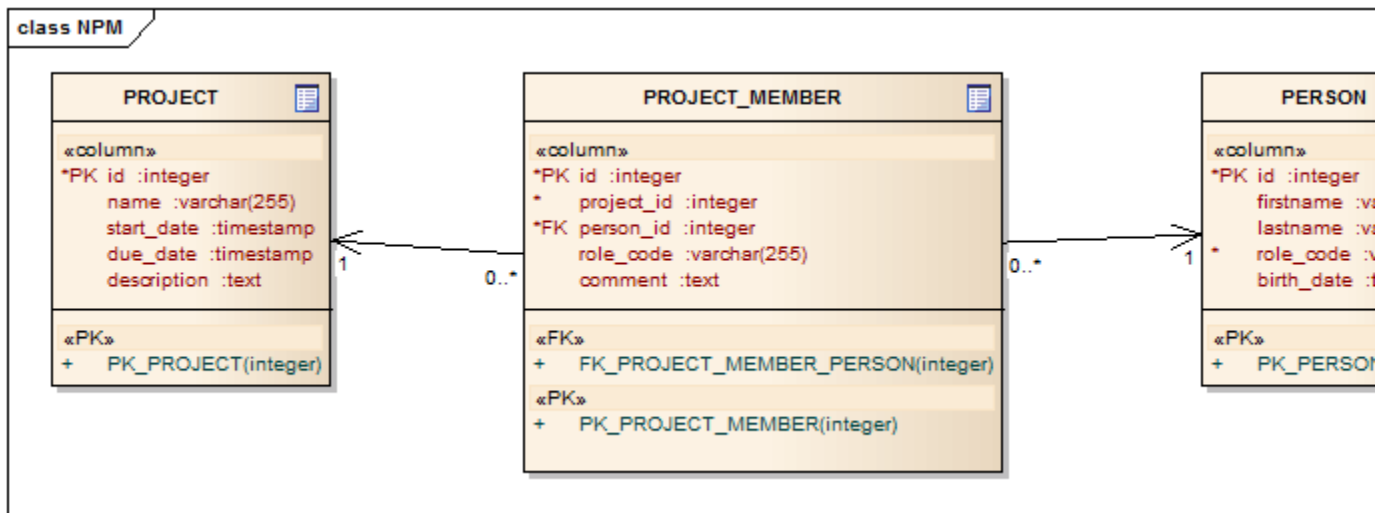 class NPM
PROJECT
«column»
*PK id :integer
name :varchar(255)
start_date :timestamp
due_date :timestamp
description :text
«PK»
+ PK_PROJECT(integer)
1
0..*
PROJECT_MEMBER
«column»
*PK id :integer
* project_id :integer
*FK person_id :integer
role_code :varchar(255)
comment :text
«FK»
+ FK_PROJECT_MEMBER_PERSON(integer)
«PK»
+ PK_PROJECT_MEMBER(integer)
0..*
1
PERSON
«column»
*PK id :integer
firstname :va
lastname :va
* role_code :v
birth_date :t
«PK»
+ PK_PERSON